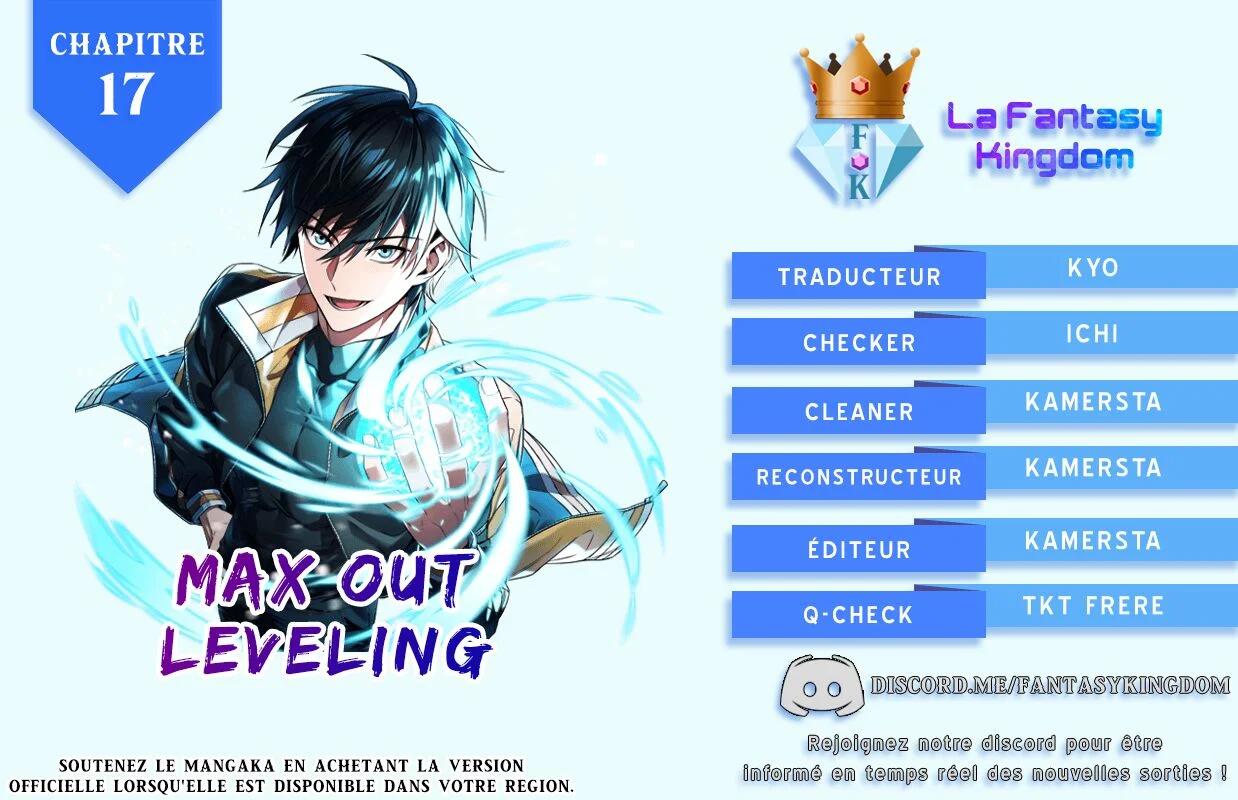 CHAPITRE
17
MAX OUT
LEVELING
SOUTENEZ LE MANGAKA EN ACHETANT LA VERSION
OFFICIELLE LORSQU'ELLE EST DISPONIBLE DANS VOTRE REGION.
F
K
La Fantasy
Kingdom
TRADUCTEUR KYO
CHECKER ICHI
CLEANER KAMERSTA
RECONSTRUCTEUR KAMERSTA
ÉDITEUR KAMERSTA
Q-CHECK TKT FRERE
DISCORD.ME/FANTASYKINGDOM
Rejoignez notre discord pour être
informé en temps réel des nouvelles sorties !